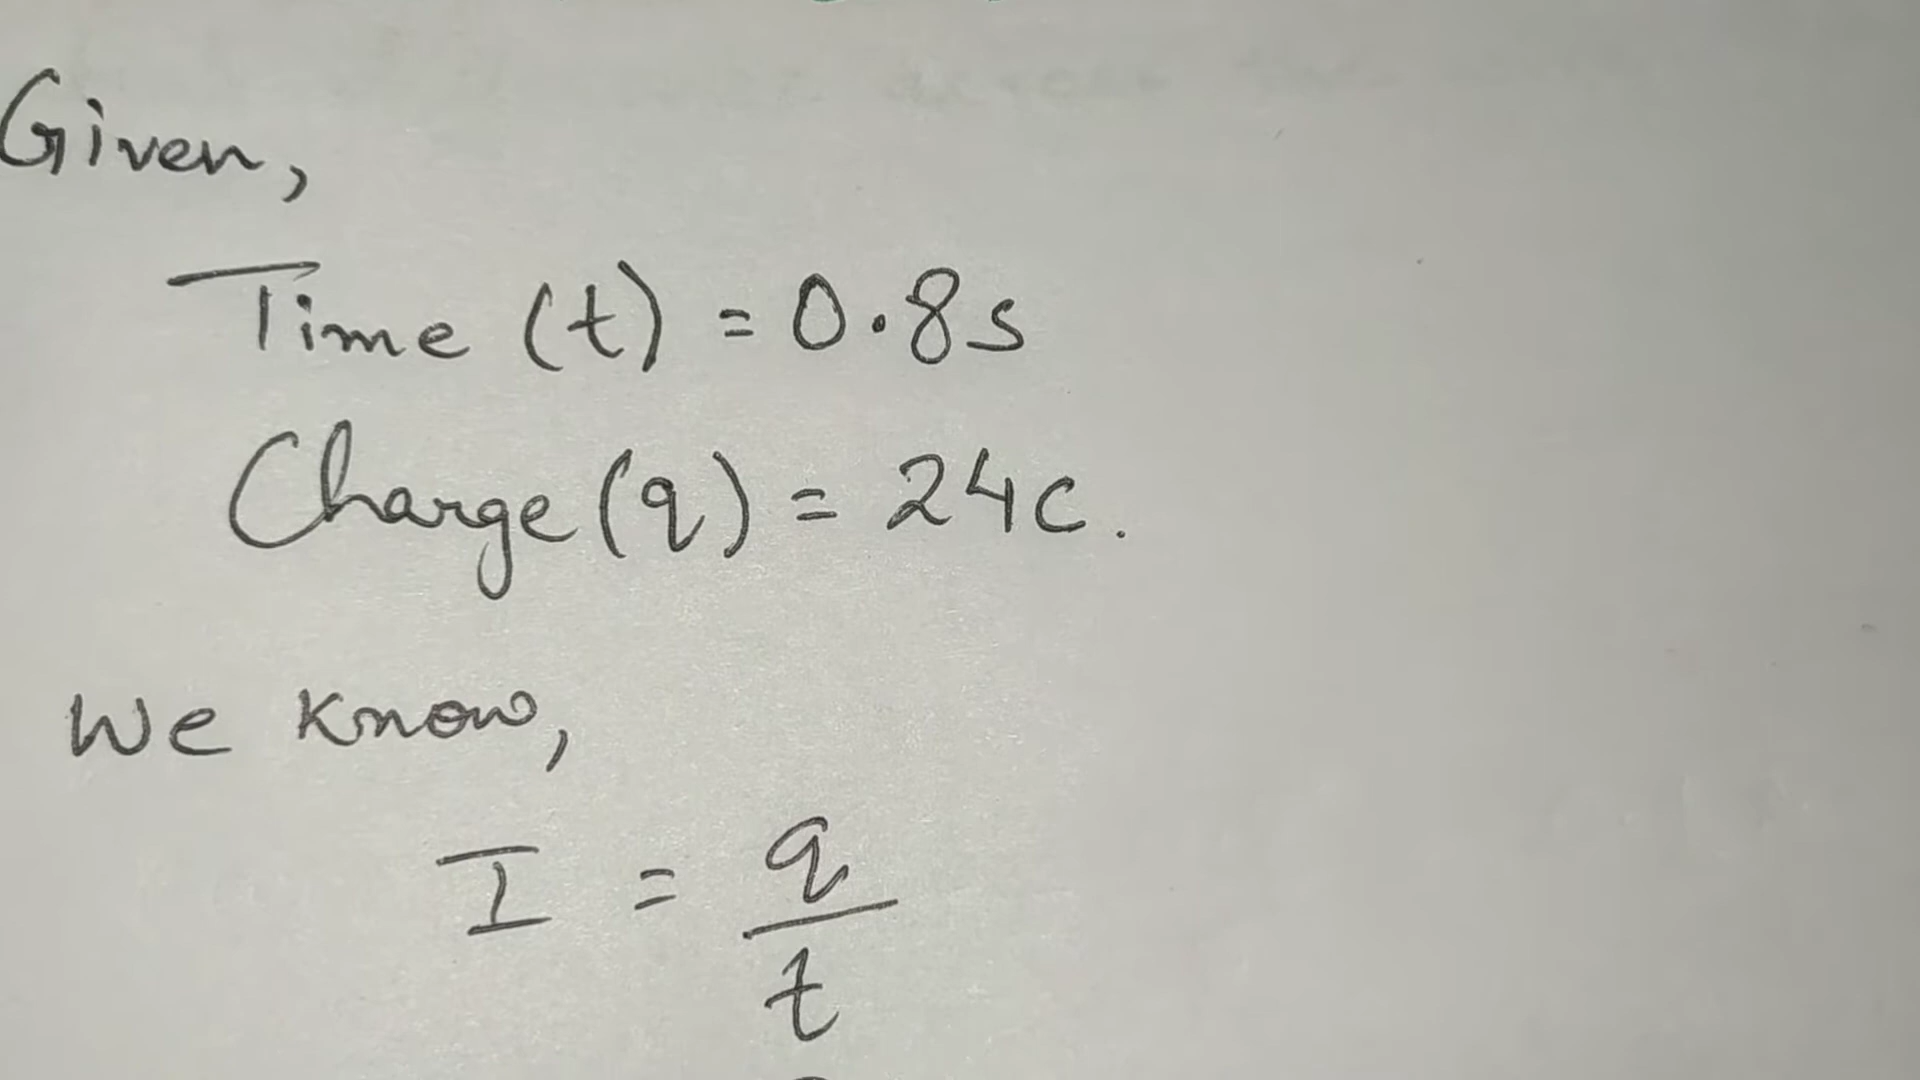 Given,
Time (t) = 0.8s
Charge (q) = 24c.
We know,
I = q/t